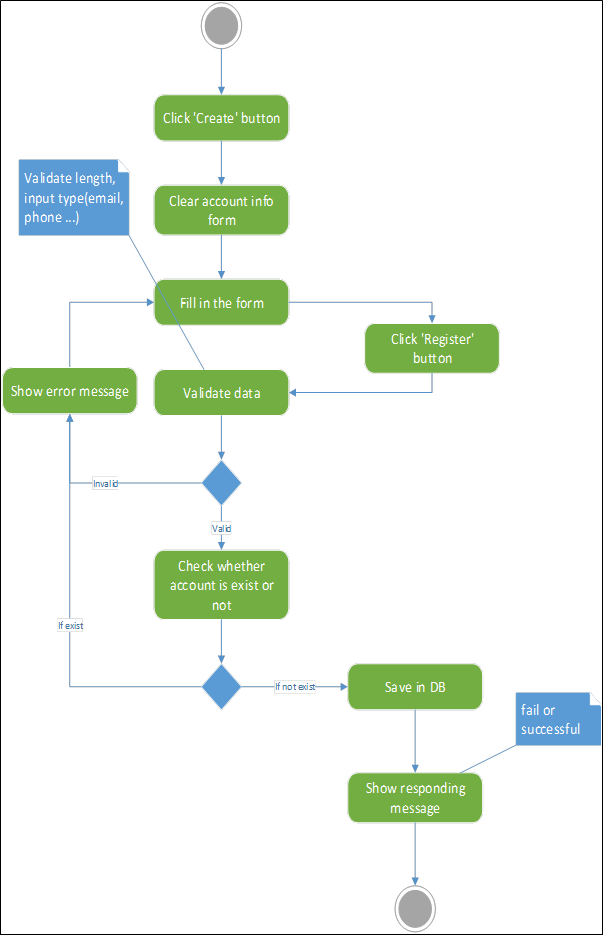 Click 'Create' button
Validate length,
input type(email,
phone ...)
Clear account info
form
Fill in the form
Click 'Register'
button
Show error message
Validate data
Invalid
Valid
Check whether
account is exist or
not
If exist
If not exist
Save in DB
fail or
successful
Show responding
message